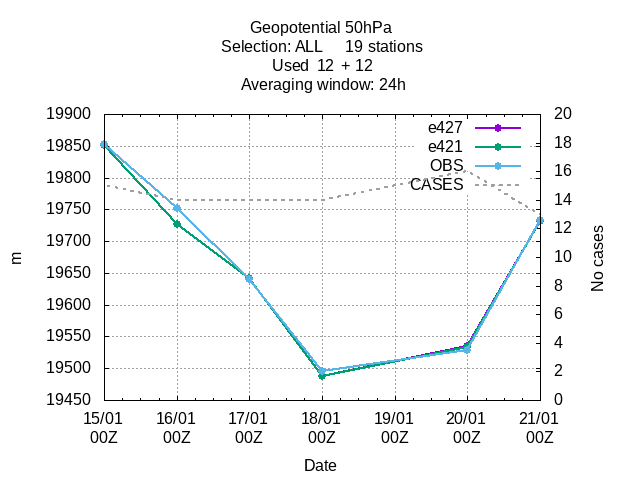 Geopotential 50hPa
Selection: ALL 19 stations
Used 12 + 12
Averaging window: 24h
19900
19850
19800
19750
19700
19650
19600
19550
19500
19450
m
e427
e421
OBS
CASES
20
18
16
14
12
10
8
6
4
2
0
No cases
15/01 16/01 17/01 18/01 19/01 20/01 21/01
00Z 00Z 00Z 00Z 00Z 00Z 00Z
Date